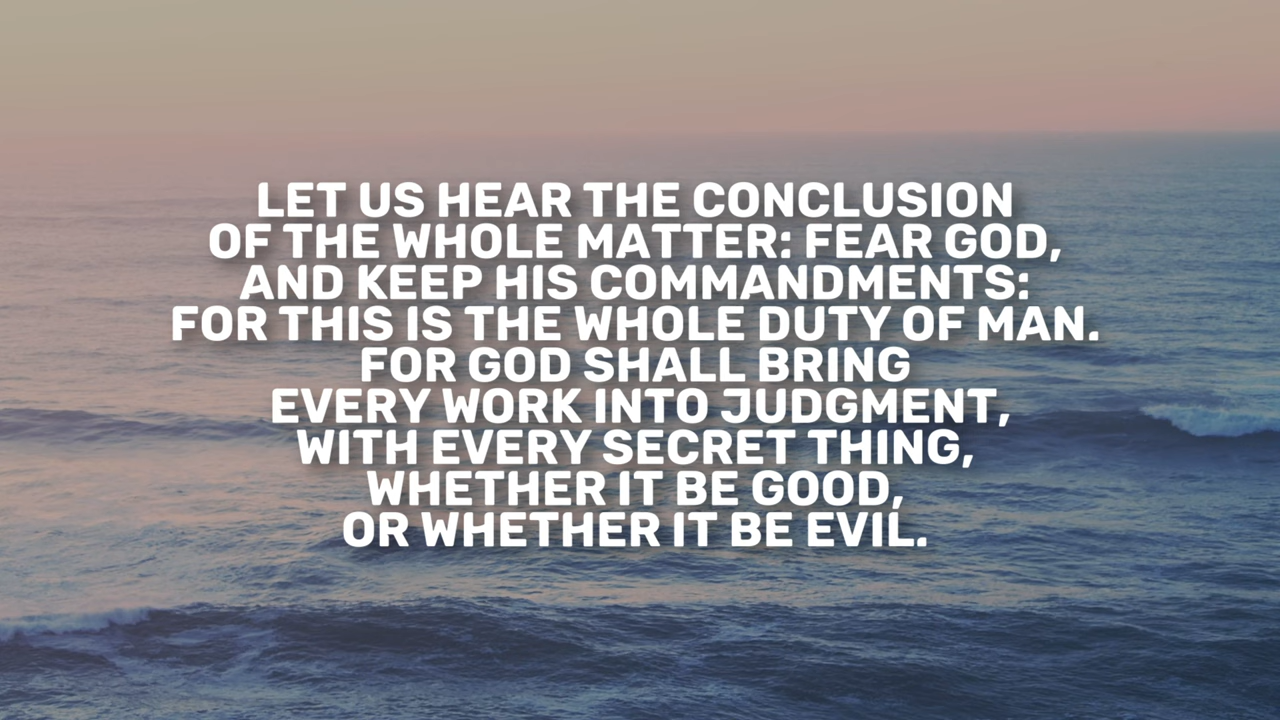 LET US HEAR THE CONCLUSION
OF THE WHOLE MATTER: FEAR GOD,
AND KEEP HIS COMMANDMENTS:
FOR THIS IS THE WHOLE DUTY OF MAN.
FOR GOD SHALL BRING
EVERY WORK INTO JUDGMENT,
WITH EVERY SECRET THING,
WHETHER IT BE GOOD,
OR WHETHER IT BE EVIL.